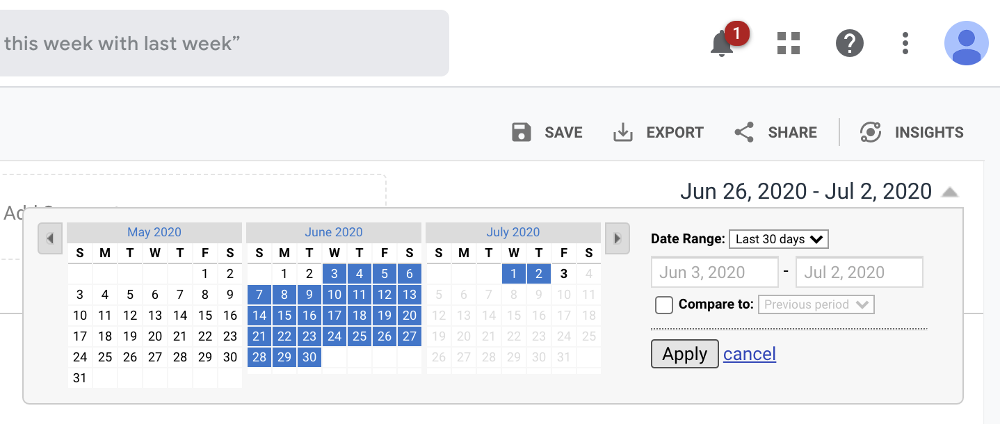 this week with last week”
1
SAVE EXPORT SHARE INSIGHTS
Jun 26, 2020 - Jul 2, 2020
May 2020
S M T W T F S
1 2
3 4 5 6 7 8 9
10 11 12 13 14 15 16
17 18 19 20 21 22 23
24 25 26 27 28 29 30
31
June 2020
S M T W T F S
1 2 3 4 5 6
7 8 9 10 11 12 13
14 15 16 17 18 19 20
21 22 23 24 25 26 27
28 29 30
July 2020
S M T W T F S
1 2 3 4
5 6 7 8 9 10 11
12 13 14 15 16 17 18
19 20 21 22 23 24 25
26 27 28 29 30 31
Date Range: Last 30 days
Jun 3, 2020 - Jul 2, 2020
Compare to: Previous period
Apply cancel